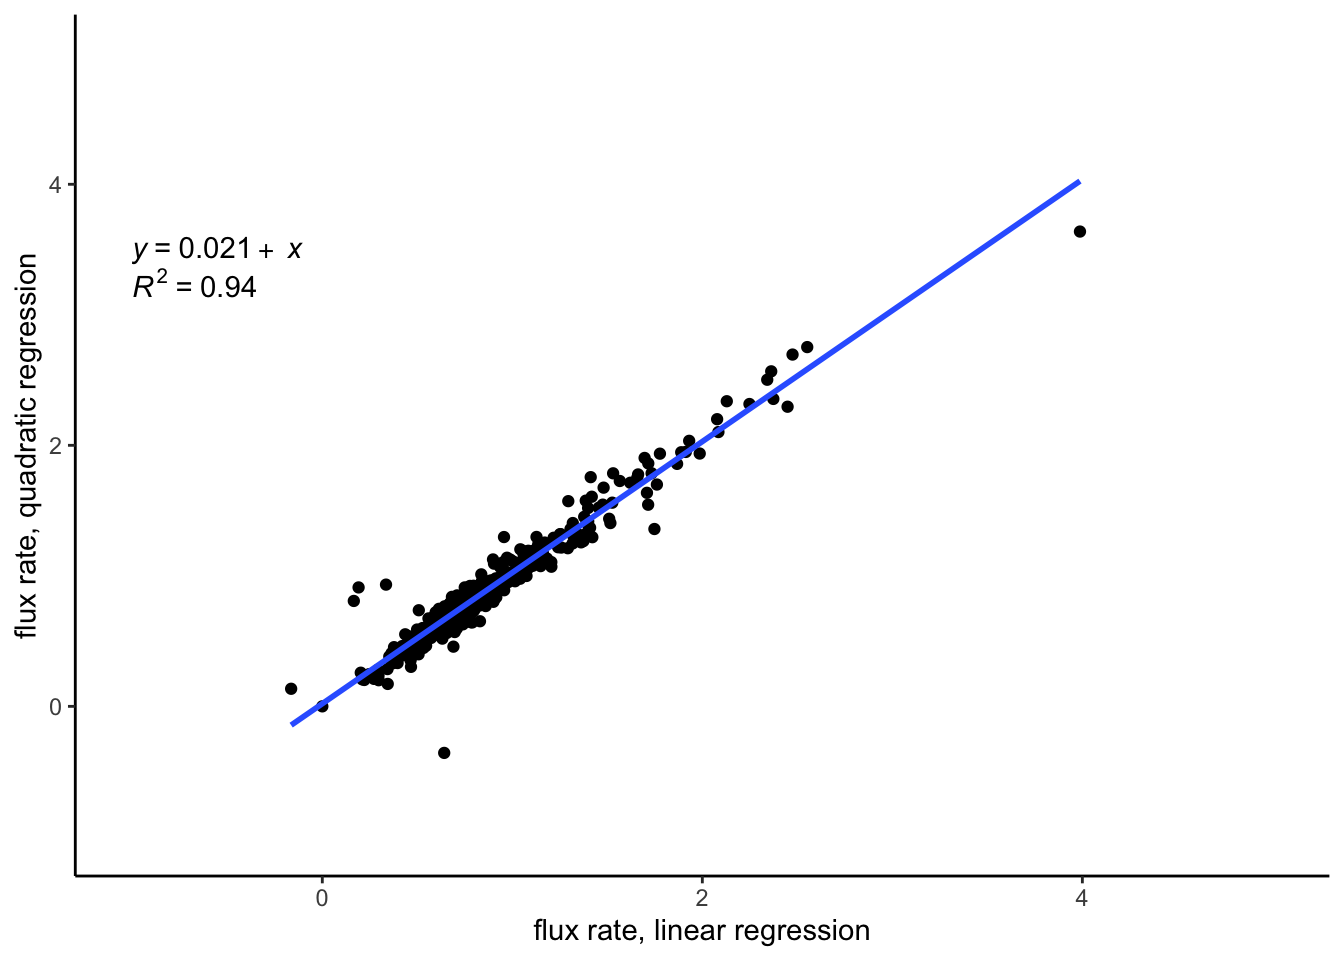 4
y = 0.021 + x
R² = 0.94
2
0
0 2 4
flux rate, linear regression
flux rate, quadratic regression